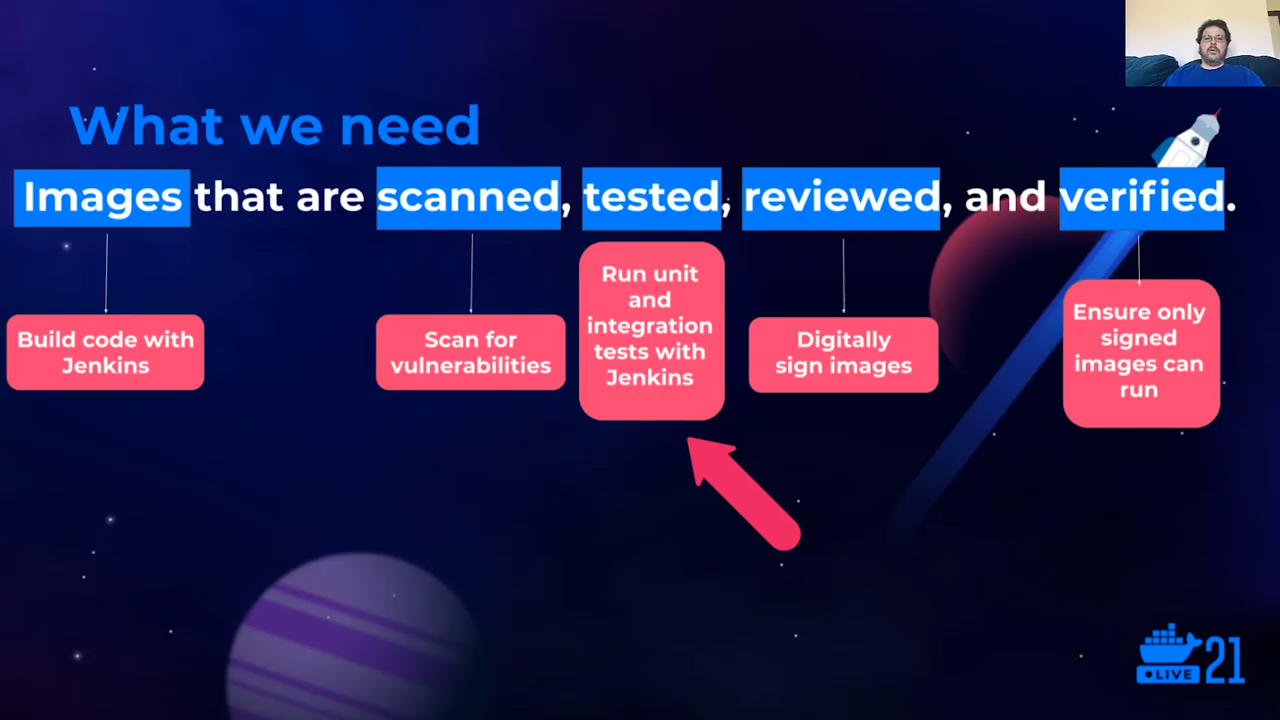 What we need
Images that are scanned, tested, reviewed, and verified.
Build code with
Jenkins
Scan for
vulnerabilities
Run unit
and
integration
tests with
Jenkins
Digitally
sign images
Ensure only
signed
images can
run
LIVE 21